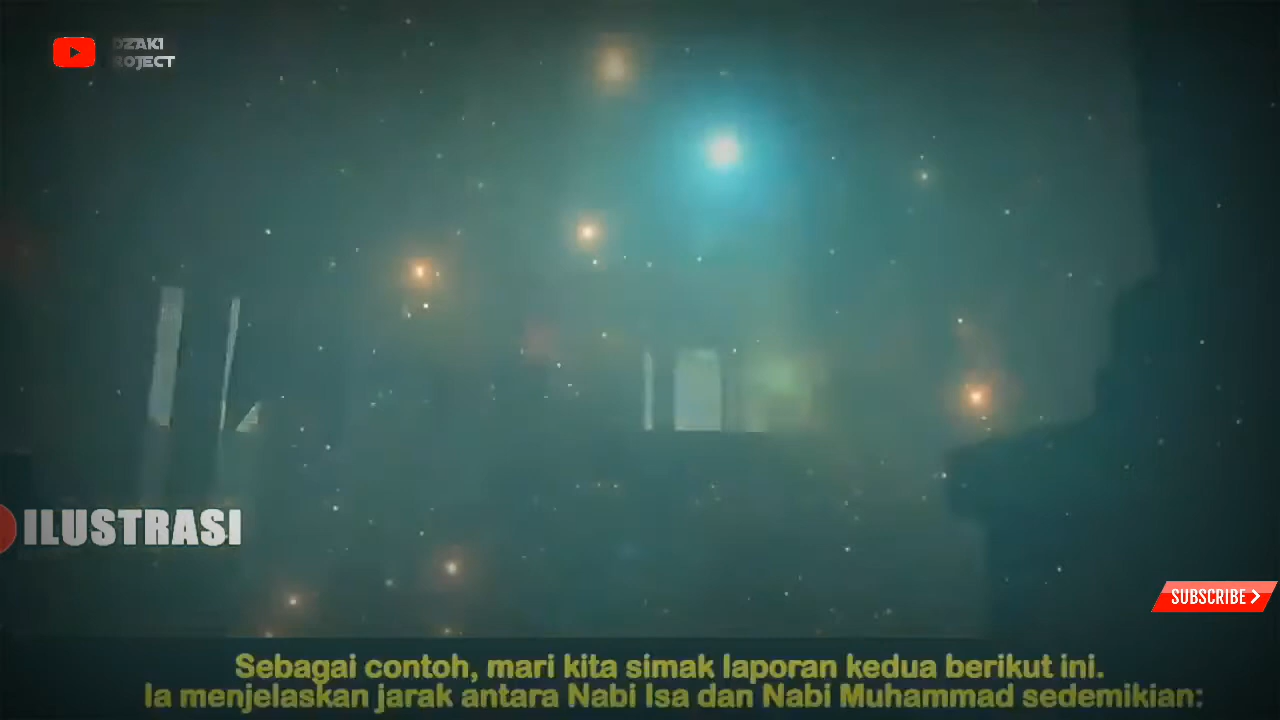 DZAKI
ROJECT
ILUSTRASI
SUBSCRIBE
Sebagai contoh, mari kita simak laporan kedua berikut ini.
Ia menjelaskan jarak antara Nabi Isa dan Nabi Muhammad sedemikian: